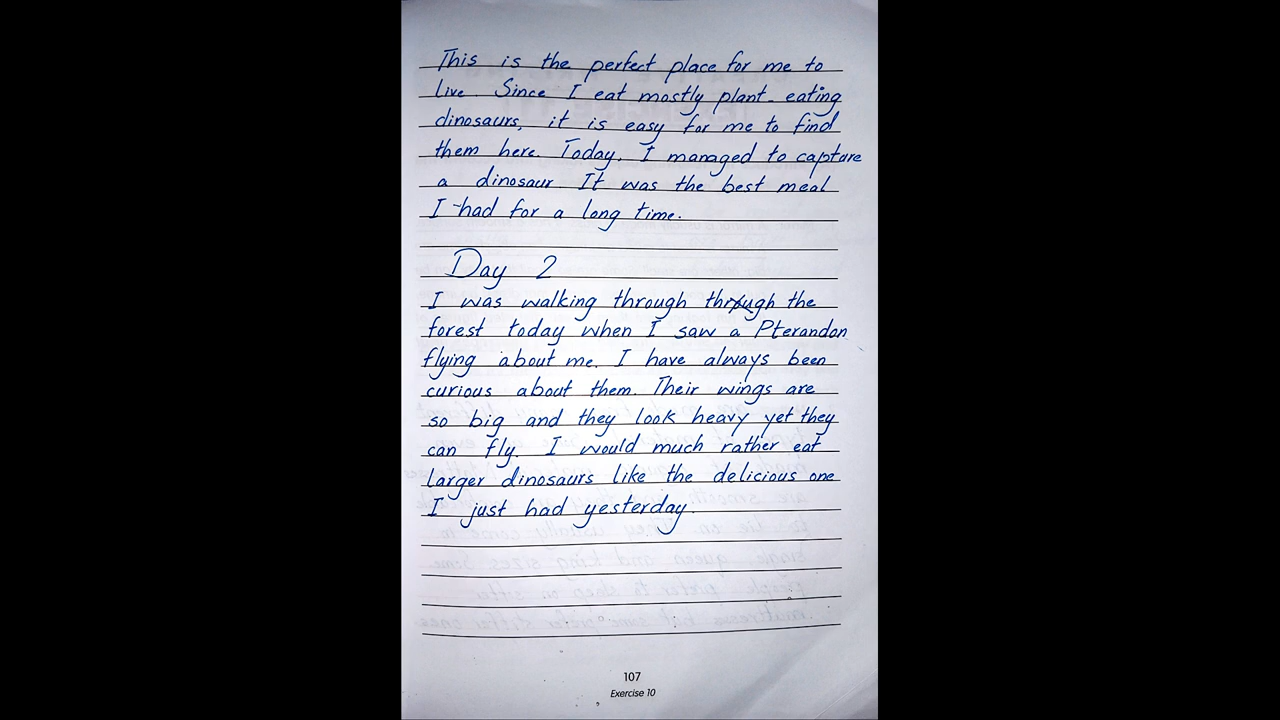 This is the perfect place for me to
live. Since I eat mostly plant-eating
dinosaurs, it is easy for me to find
them here. Today, I managed to capture
a dinosaur. It was the best meal
I had for a long time.
Day 2
I was walking through through the
forest today when I saw a Pterandon
flying about me. I have always been
curious about them. Their wings are
so big and they look heavy yet they
can fly. I would much rather eat
larger dinosaurs like the delicious one
I just had yesterday.
107
Exercise 10